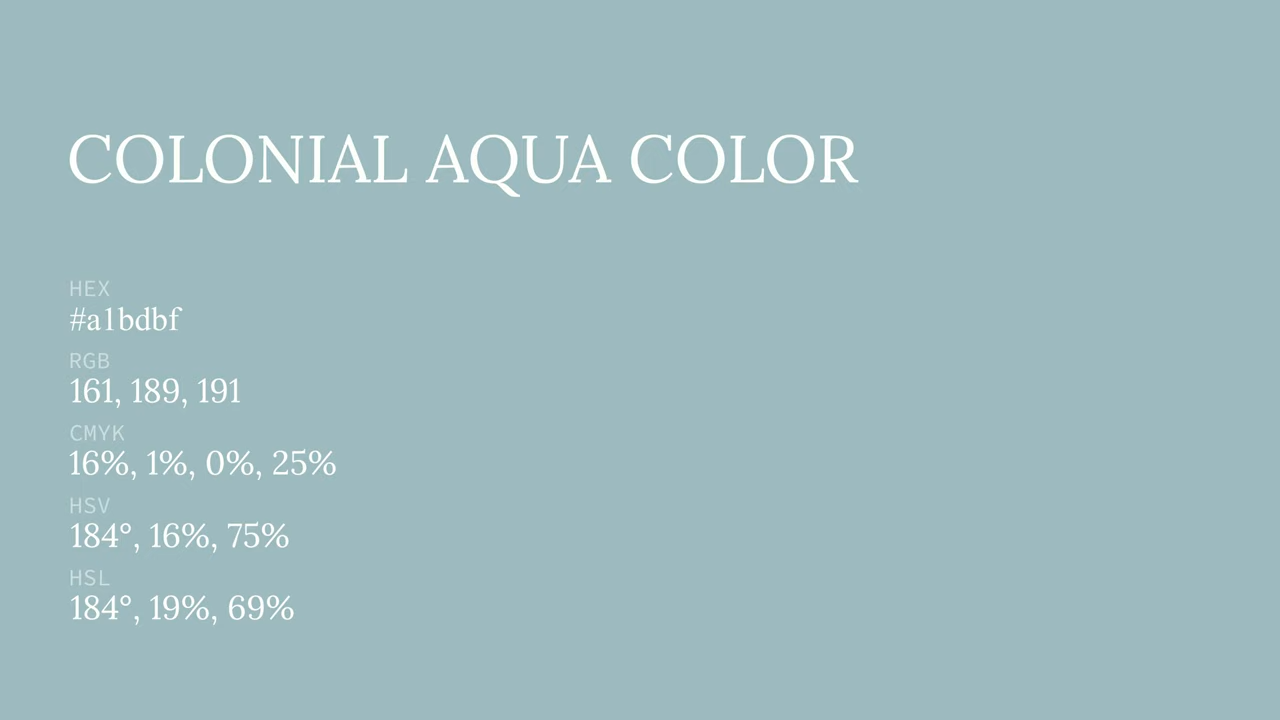 COLONIAL AQUA COLOR
HEX
#a1bdbf
RGB
161, 189, 191
CMYK
16%, 1%, 0%, 25%
HSV
184°, 16%, 75%
HSL
184°, 19%, 69%